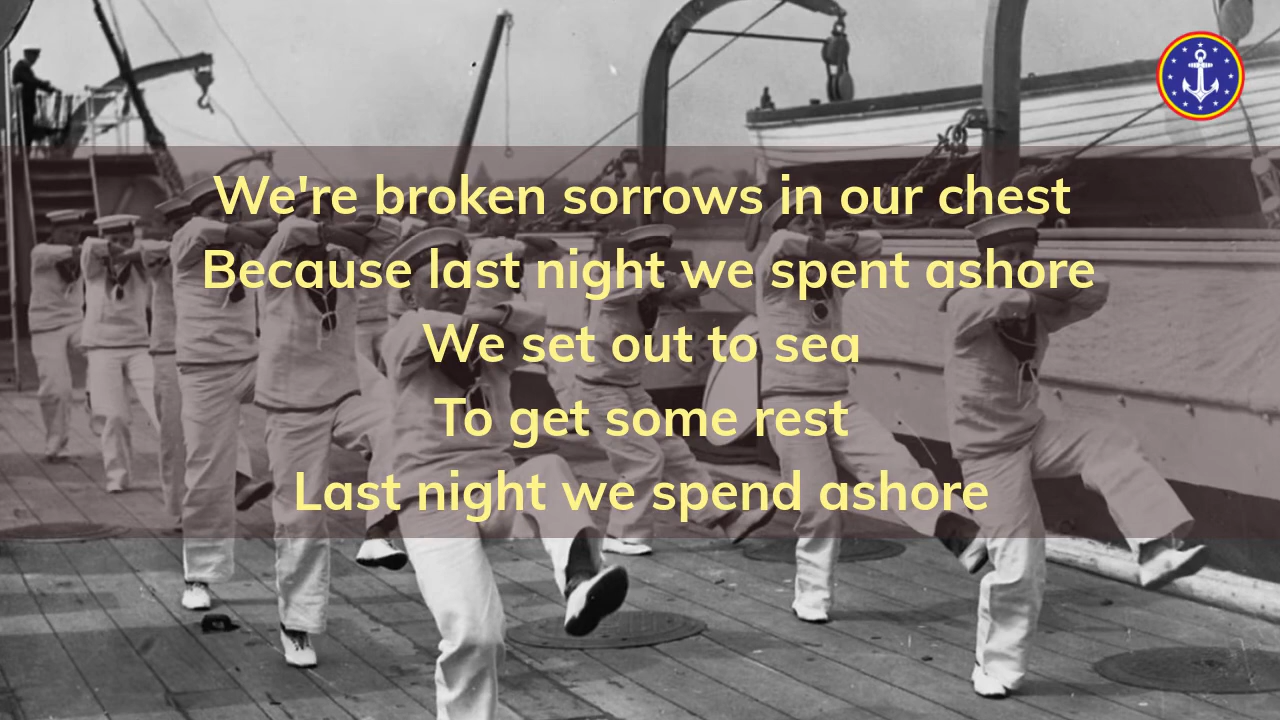 We're broken sorrows in our chest
Because last night we spent ashore
We set out to sea
To get some rest
Last night we spend ashore